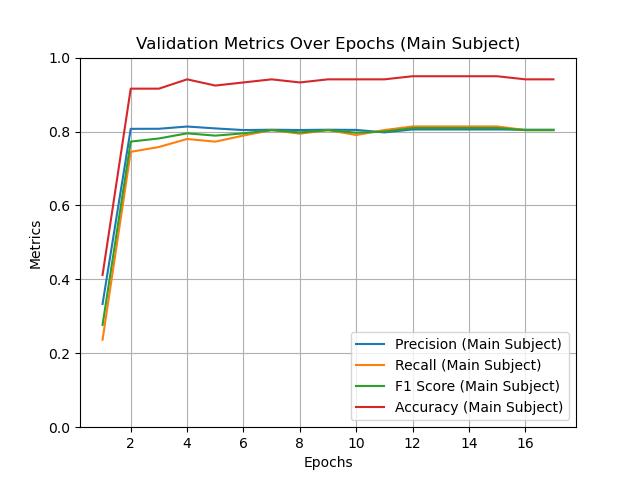 Validation Metrics Over Epochs (Main Subject)
1.0
0.8
0.6
0.4
0.2
0.0
Metrics
Precision (Main Subject)
Recall (Main Subject)
F1 Score (Main Subject)
Accuracy (Main Subject)
2 4 6 8 10 12 14 16
Epochs